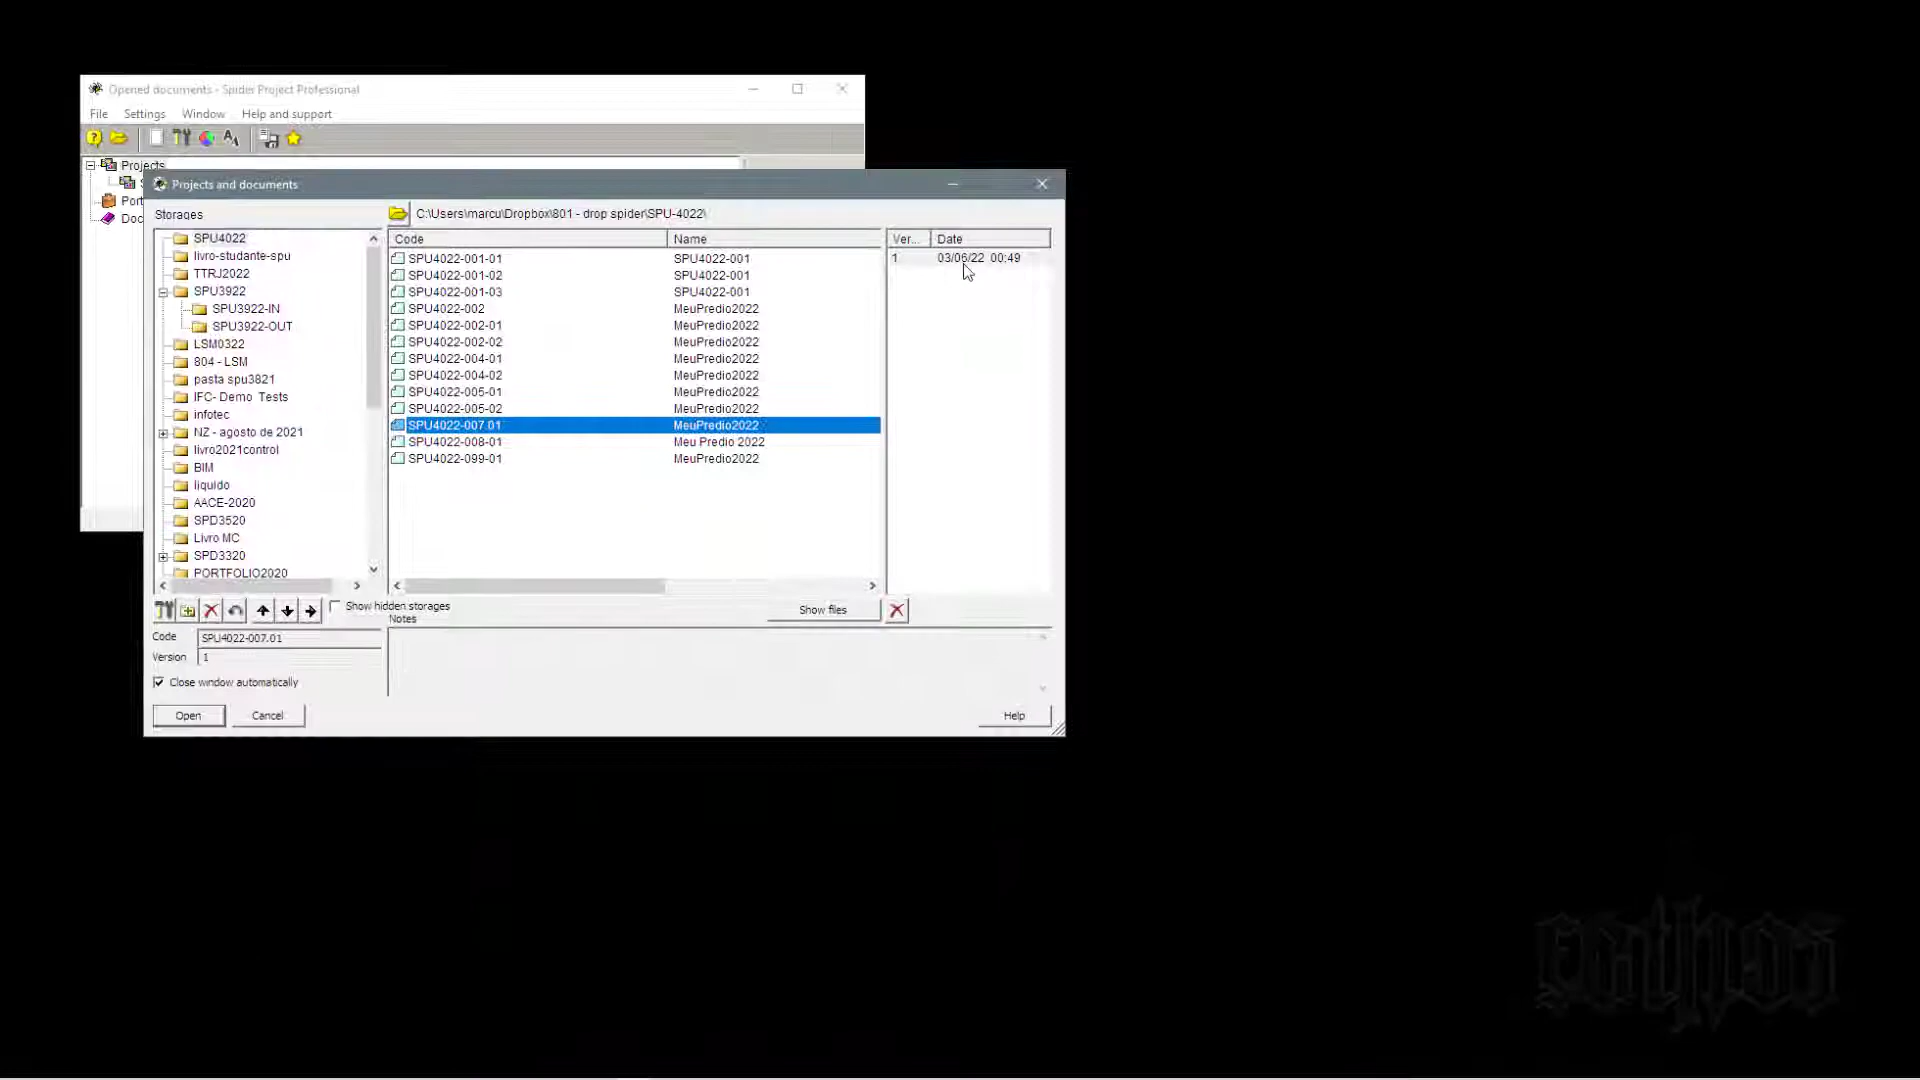 Opened documents - Spider Project Professional
File Settings Window Help and support
Projects
Port
Doc
Projects and documents
Storages
C:\Users\marcu\Dropbox\801 - drop spider\SPU-4022\
SPU4022
livro-studante-spu
TTRJ2022
SPU3922
SPU3922-IN
SPU3922-OUT
LSM0322
804 - LSM
pasta spu3821
IFC- Demo Tests
infotec
NZ - agosto de 2021
livro2021control
BIM
liquido
AACE-2020
SPD3520
Livro MC
SPD3320
PORTFOLIO2020
Code Name
SPU4022-001-01 SPU4022-001
SPU4022-001-02 SPU4022-001
SPU4022-001-03 SPU4022-001
SPU4022-002 MeuPredio2022
SPU4022-002-01 MeuPredio2022
SPU4022-002-02 MeuPredio2022
SPU4022-004-01 MeuPredio2022
SPU4022-004-02 MeuPredio2022
SPU4022-005-01 MeuPredio2022
SPU4022-005-02 MeuPredio2022
SPU4022-007.01 MeuPredio2022
SPU4022-008-01 Meu Predio 2022
SPU4022-099-01 MeuPredio2022
Ver... Date
1 03/06/22 00:49
Show hidden storages
Show files
Notes
Code SPU4022-007.01
Version 1
Close window automatically
Open Cancel Help